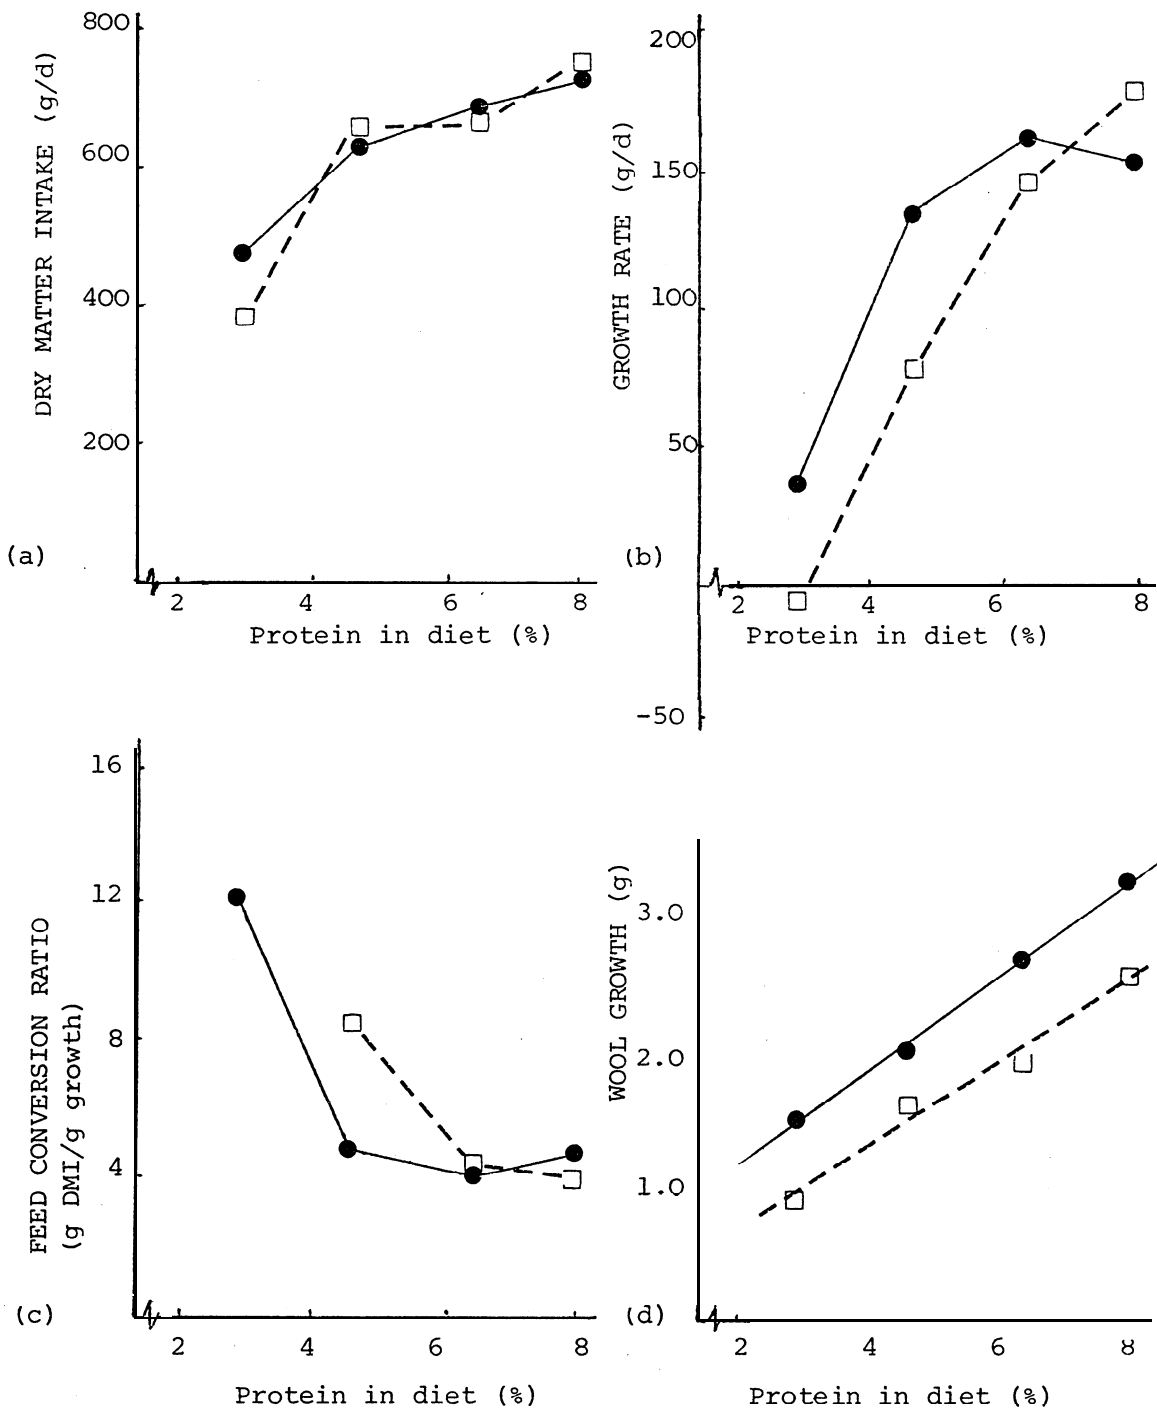 800
600
400
200
DRY MATTER INTAKE (g/d)
(a)
2 4 6 8
Protein in diet (%)
200
150
100
50
-50
GROWTH RATE (g/d)
(b)
2 4 6 8
Protein in diet (%)
16
12
8
4
FEED CONVERSION RATIO
(g DMI/g growth)
(c)
2 4 6 8
Protein in diet (%)
3.0
2.0
1.0
WOOL GROWTH (g)
(d)
2 4 6 8
Protein in diet (%)